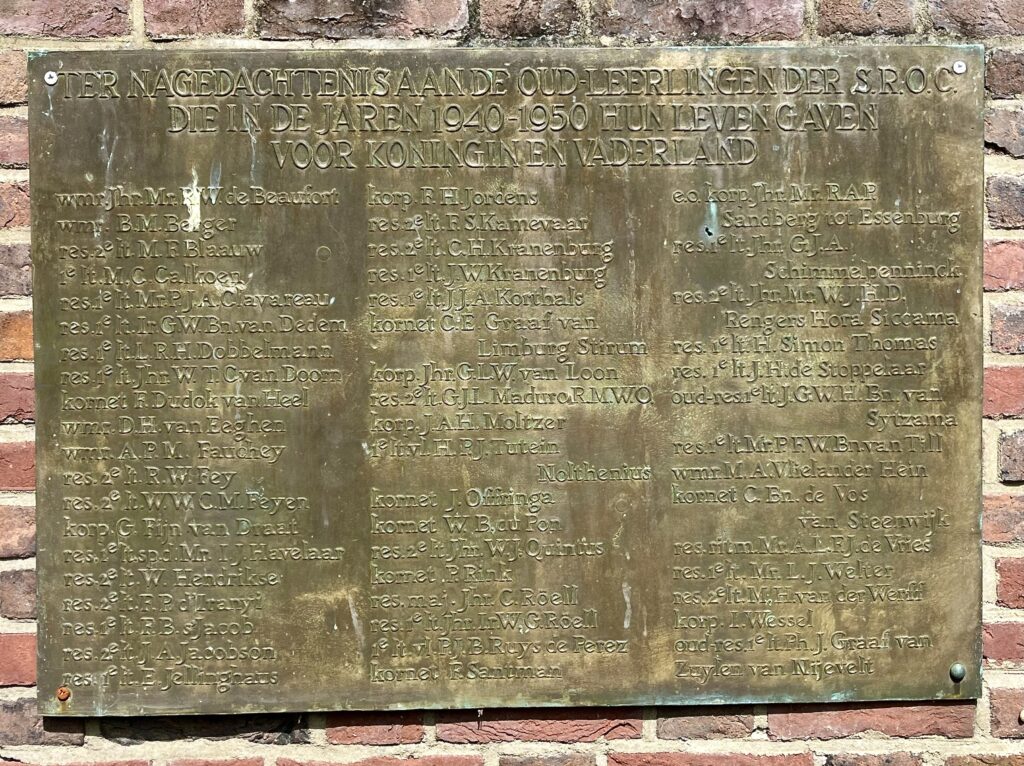 TER NAGEDACHTENIS AAN DE OUD-LEERLINGEN DER S.R.O.C.
DIE IN DE JAREN 1940-1950 HUN LEVEN GAVEN
VOOR KONINGIN EN VADERLAND
wmr. Jhr. Mr. R.W. de Beaufort
wmr. B.M. Berger
res. 2e lt. M.F. Blaauw
1e lt. M.C. Calkoen
res. 1e lt. Mr. P.J.A. Clavareau
res. 1e lt. Ir. G.W. Bn. van Dedem
res. 1e lt. L.R.H. Dobbelmann
res. 1e lt. Jhr. W.T.C. van Doorn
kornet F. Dudok van Heel
wmr. D.H. van Eeghen
wmr. A.P.M. Faudhey
res. 2e lt. R.W. Fey
res. 2e lt. W.W.C.M. Feyen
korp. G. Fijn van Draat
res. 1e lt. sp.d. Mr. I.J. Havelaar
res. 2e lt. W. Hendrikse
res. 2e lt. F.P. d'Iranyi
res. 1e lt. F.B. s'Jacob
res. 2e lt. J.A. Jacobson
res. 1e lt. E. Jellinghaus
korp. F.H. Jordens
res. 2e lt. F.S. Kamevaar
res. 2e lt. C.H. Kranenburg
res. 1e lt. J.W. Kranenburg
res. 1e lt. J.J.A. Korthals
kornet C.E. Graaf van
Limburg Stirum
korp. Jhr. G.L.W. van Loon
res. 2e lt. G.J.L. Maduro R.M.W.O.
korp. J.A.H. Moltzer
1e lt. vl. H.P.J. Tutein
Nolthenius
kornet J. Offringa
kornet W.B. du Pon
res. 2e lt. Jhr. W.J. Quintus
kornet P. Rink
res. maj. Jhr. C. Röell
res. 1e lt. Jhr. Ir. W.G. Röell
1e lt. vl. P.J.B. Ruys de Perez
kornet F. Santman
e.o. korp. Jhr. Mr. R.A.P.
Sandberg tot Essenburg
res. 1e lt. Jhr. G.J.A.
Schimmelpenninck
res. 2e lt. Jhr. Mr. W.J.H.D.
Rengers Hora Siccama
res. 1e lt. H. Simon Thomas
res. 1e lt. J.H. de Stoppelaar
oud-res. 1e lt. J.G.W.H. Bn. van
Sytzama
res. 1e lt. Mr. P.F.W. Bn. van Till
wmr. M.A. Vlielander Hein
kornet C. Bn. de Vos
van Steenwijk
res. ritm. Mr. A.L.F.J. de Vries
res. 1e lt. Mr. L.J. Welter
res. 2e lt. M.H. van der Werff
korp. I. Wessel
oud-res. 1e lt. Ph. J. Graaf van
Zuylen van Nijevelt